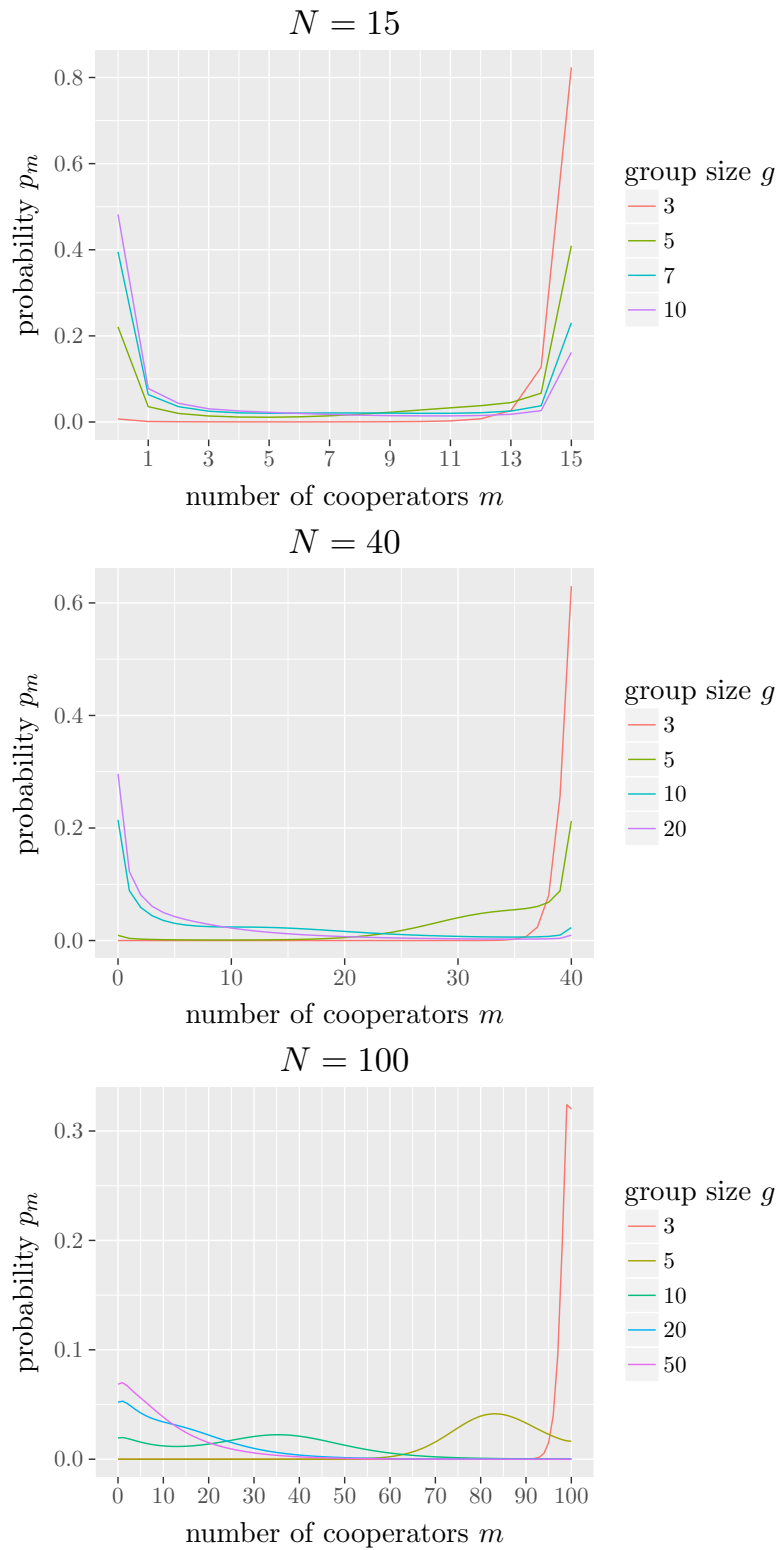 N = 15
probability p_m
0.8
0.6
0.4
0.2
0.0
1 3 5 7 9 11 13 15
number of cooperators m
group size g
3
5
7
10
N = 40
probability p_m
0.6
0.4
0.2
0.0
0 10 20 30 40
number of cooperators m
group size g
3
5
10
20
N = 100
probability p_m
0.3
0.2
0.1
0.0
0 10 20 30 40 50 60 70 80 90 100
number of cooperators m
group size g
3
5
10
20
50